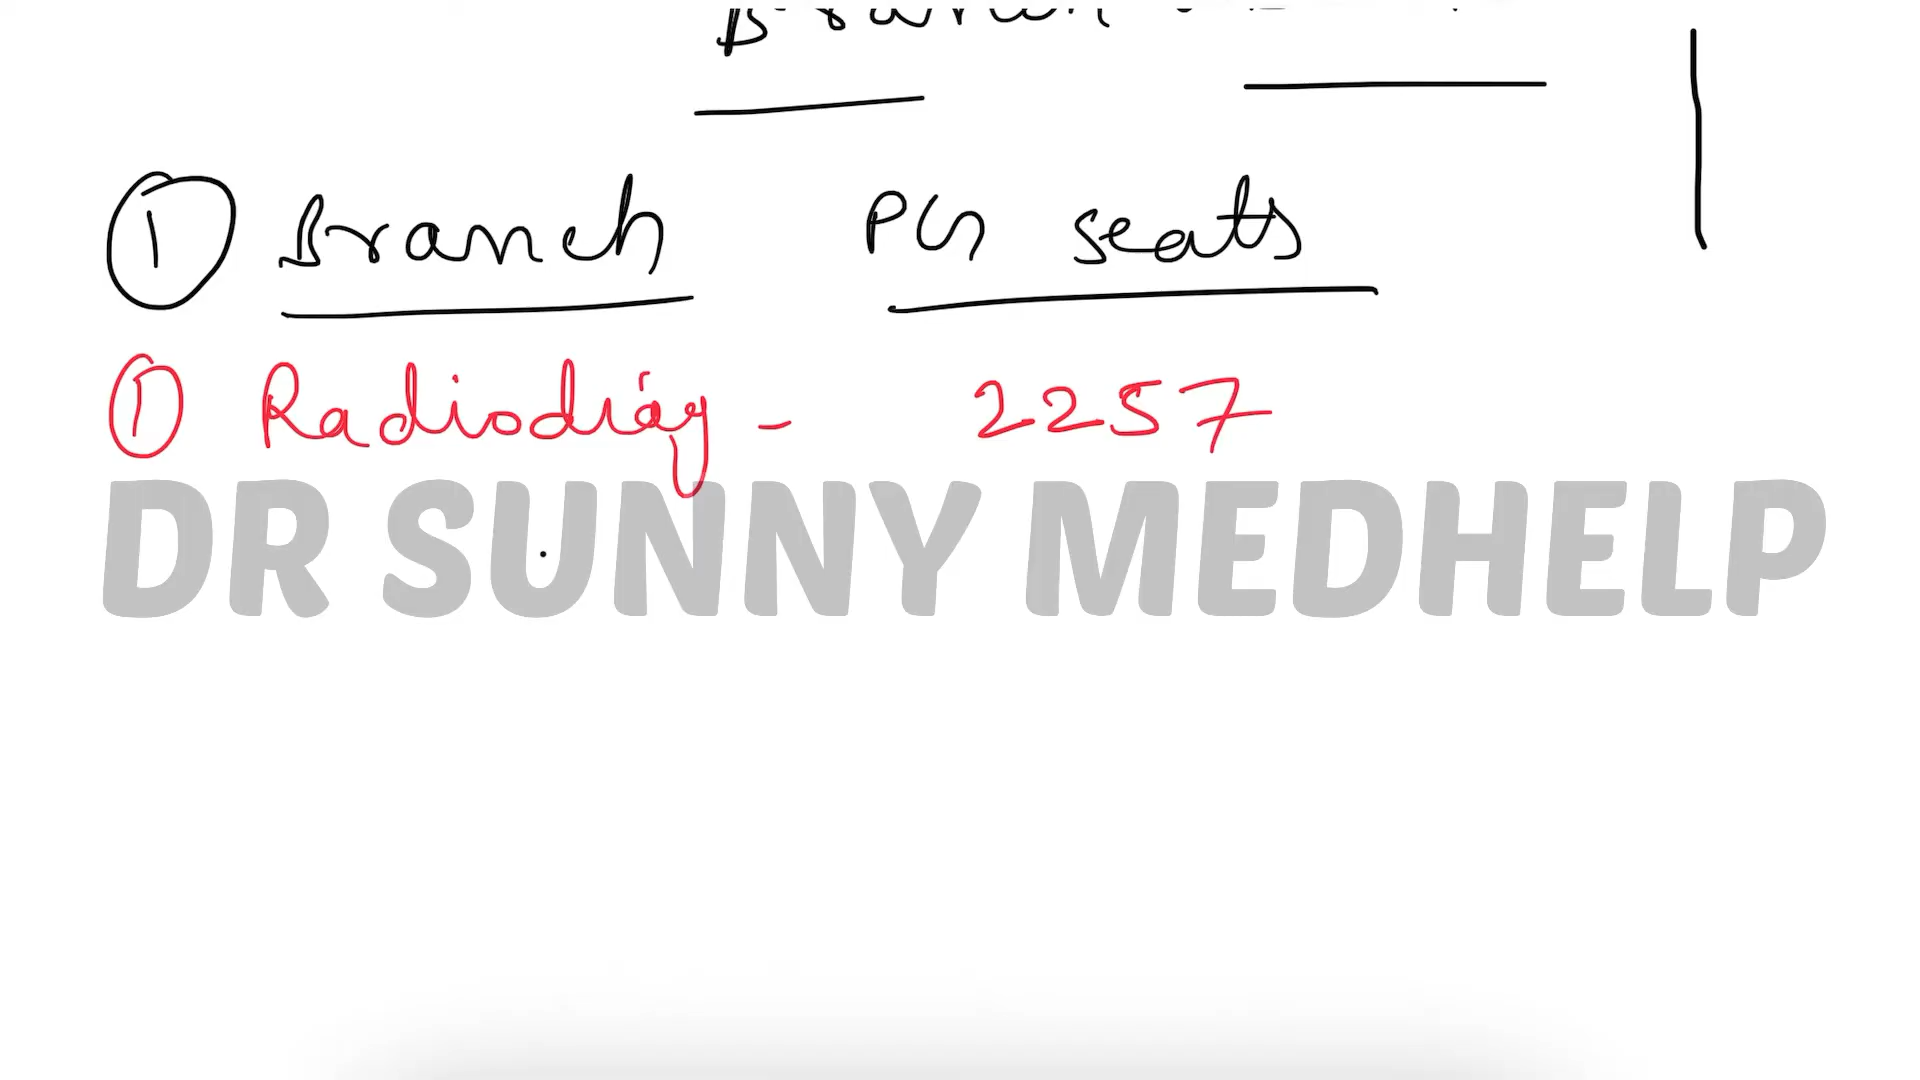 ① Branch PG seats
① Radiodiag - 2257
DR SUNNY MEDHELP